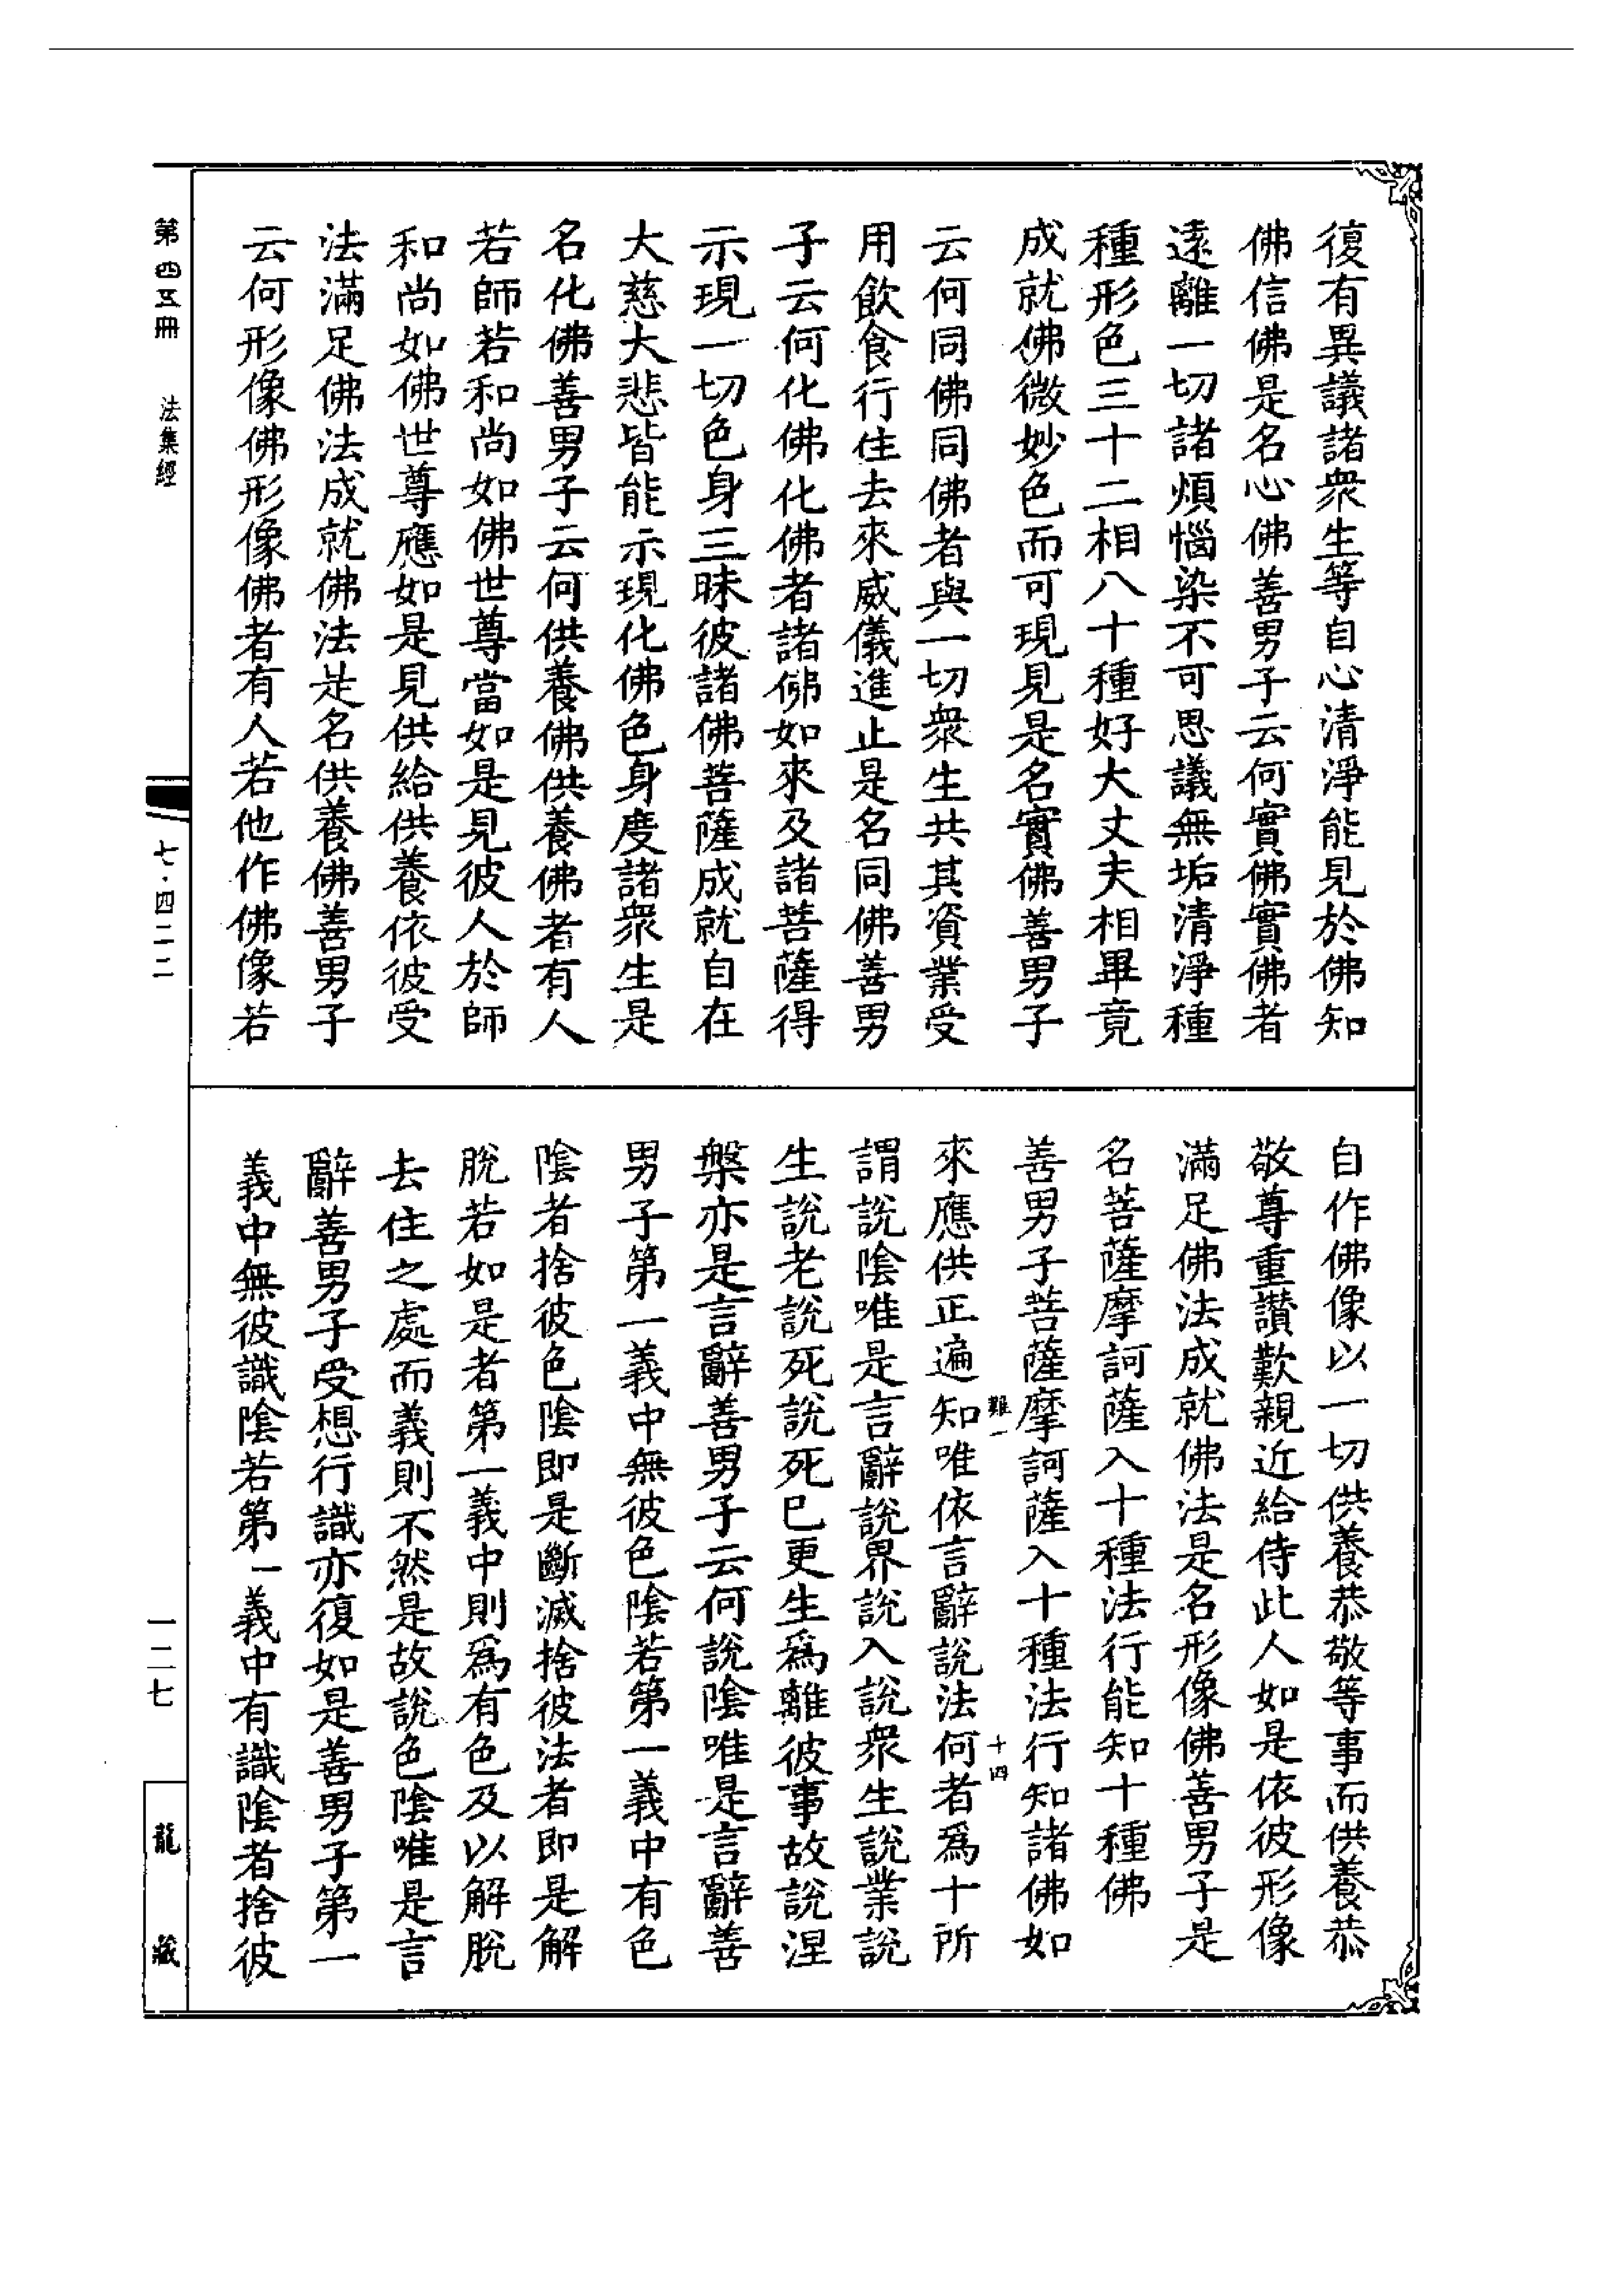 復有異議諸衆生等自心清淨能見於佛知
佛信佛是名心佛善男子云何實佛實佛者
遠離一切諸煩惱染不可思議無垢清淨種
種形色三十二相八十種好大丈夫相畢竟
成就佛微妙色而可現見是名實佛善男子
云何同佛同佛者與一切衆生共其資業受
用飲食行住去來威儀進止是名同佛善男
子云何化佛化佛者諸佛如來及諸菩薩得
示現一切色身三昧彼諸佛菩薩成就自在
大慈大悲皆能示現化佛色身度諸衆生是
名化佛善男子云何供養佛供養佛者有人
若師若和尚如佛世尊當如是見彼人於師
和尚如佛世尊應如是見供給供養依彼受
法滿足佛法成就佛法是名供養佛善男子
云何形像佛形像佛者有人若他作佛像若
自作佛像以一切供養恭敬等事而供養恭
敬尊重讚歎親近給侍此人如是依彼形像
滿足佛法成就佛法是名形像佛善男子是
名菩薩摩訶薩入十種法行能知十種佛
善男子菩薩摩訶薩入十種法行知諸佛如
難一 十四
來應供正遍知唯依言辭說法何者爲十所
謂說陰唯是言辭說界說入說衆生說業說
生說老說死說死巳更生爲離彼事故說涅
槃亦是言辭善男子云何說陰唯是言辭善
男子第一義中無彼色陰若第一義中有色
陰者捨彼色陰即是斷滅捨彼法者即是解
脫若如是者第一義中則爲有色及以解脫
去住之處而義則不然是故說色陰唯是言
辭善男子受想行識亦復如是善男子第一
義中無彼識陰若第一義中有識陰者捨彼
第四五冊 法集經
七·四二二
一二七
龍藏